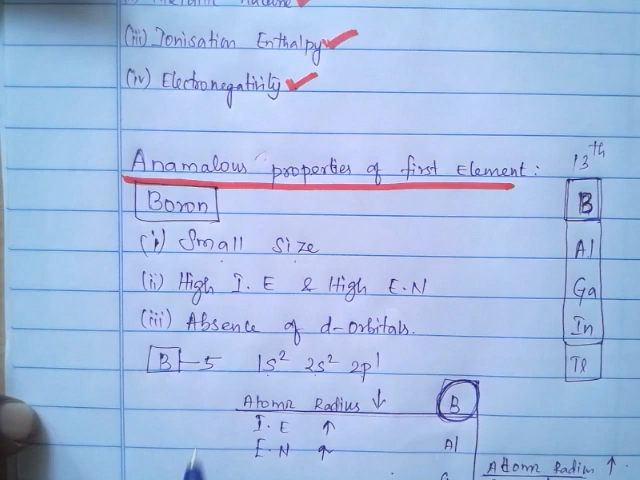 (iii) Ionisation Enthalpy
(iv) Electronegativity
Anamalous properties of first Element:
13th
Boron
B
(i) Small Size
Al
(ii) High I.E & High E.N
Ga
(iii) Absence of d-orbitals.
In
B - 5 1s² 2s² 2p¹
Tl
Atomic Radius ↓
B
I.E ↑
E.N ↑
Al
Atomic Radius ↑